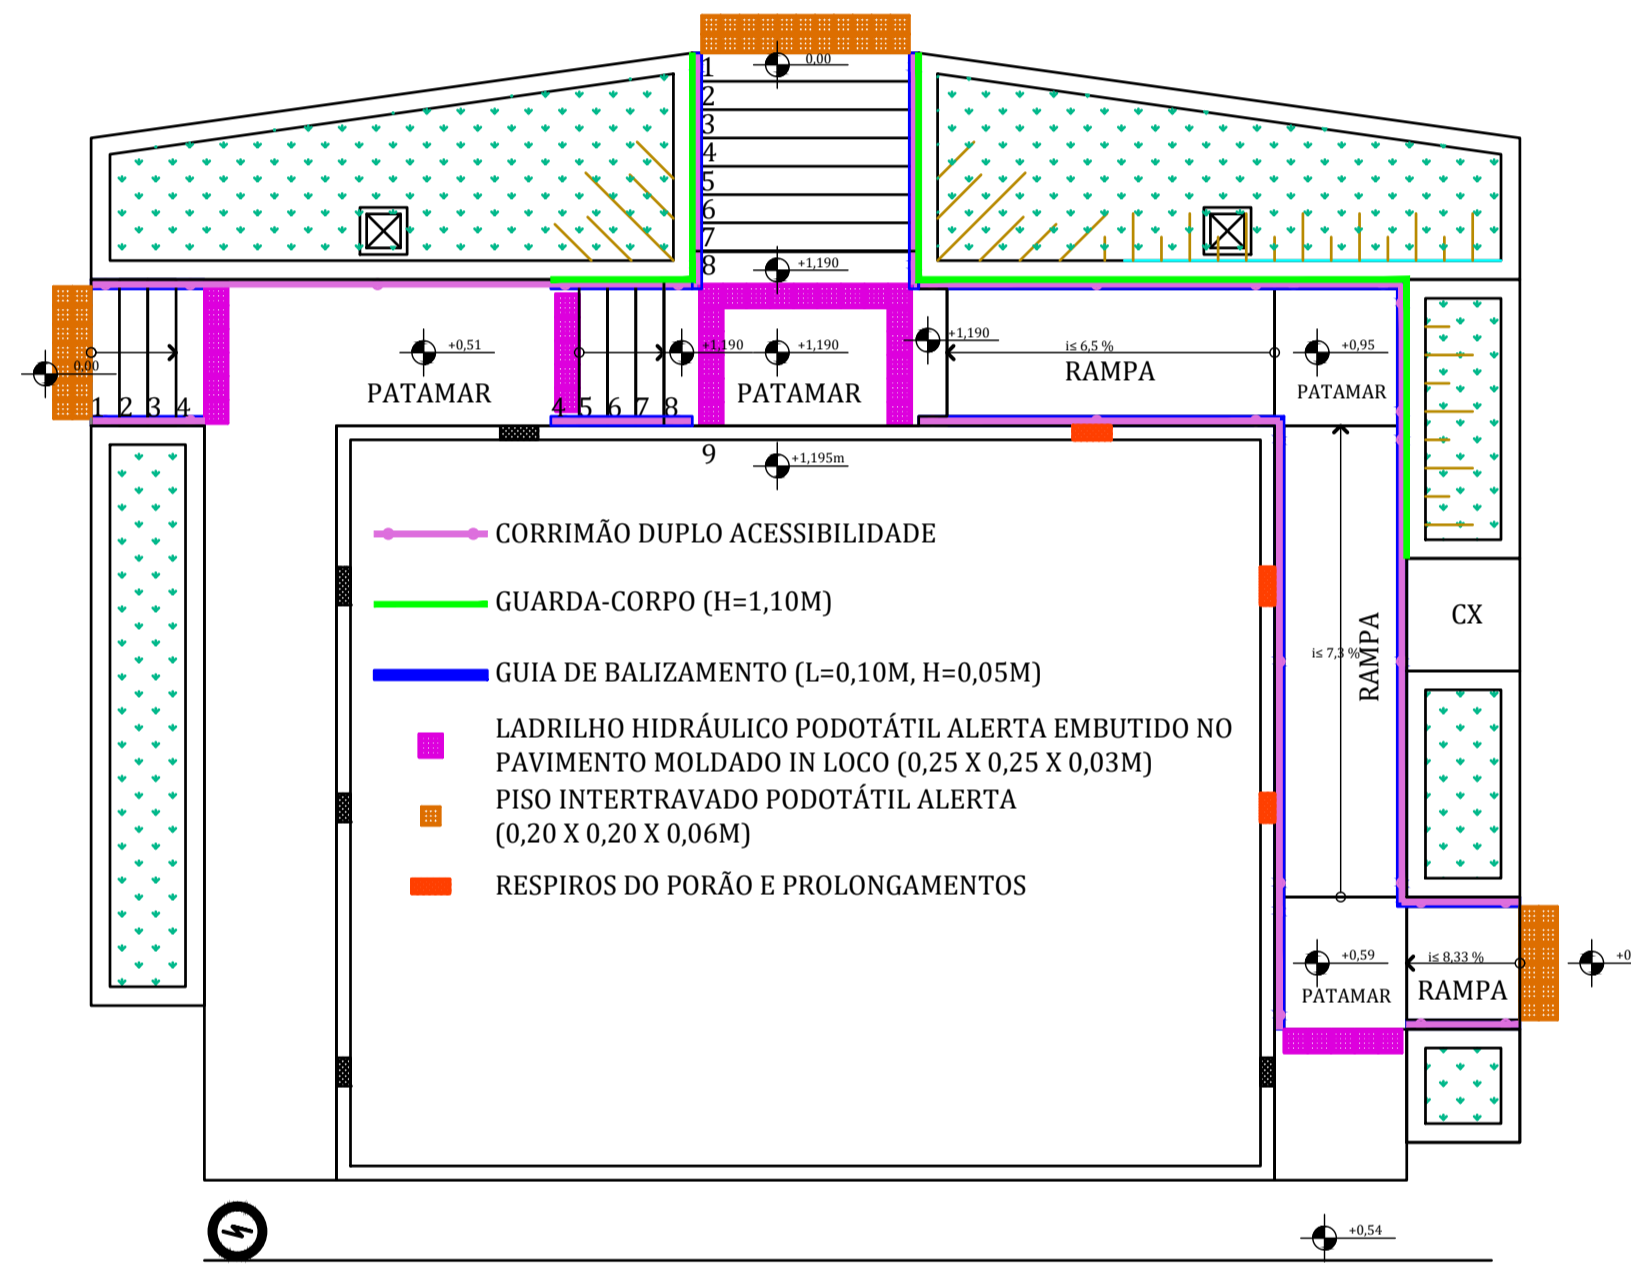 1
0,00
2
3
4
5
6
7
8
+1,190
0,00
1 2 3 4
+0,51
PATAMAR
4 5 6 7 8
+1,190
+1,190
PATAMAR
+1,190
i≤ 6,5 %
RAMPA
+0,95
PATAMAR
9
+1,195m
CORRIMÃO DUPLO ACESSIBILIDADE
GUARDA-CORPO (H=1,10M)
GUIA DE BALIZAMENTO (L=0,10M, H=0,05M)
LADRILHO HIDRÁULICO PODOTÁTIL ALERTA EMBUTIDO NO
PAVIMENTO MOLDADO IN LOCO (0,25 X 0,25 X 0,03M)
PISO INTERTRAVADO PODOTÁTIL ALERTA
(0,20 X 0,20 X 0,06M)
RESPIROS DO PORÃO E PROLONGAMENTOS
i≤ 7,3 %
RAMPA
CX
+0,59
PATAMAR
i≤ 8,33 %
RAMPA
+0
+0,54